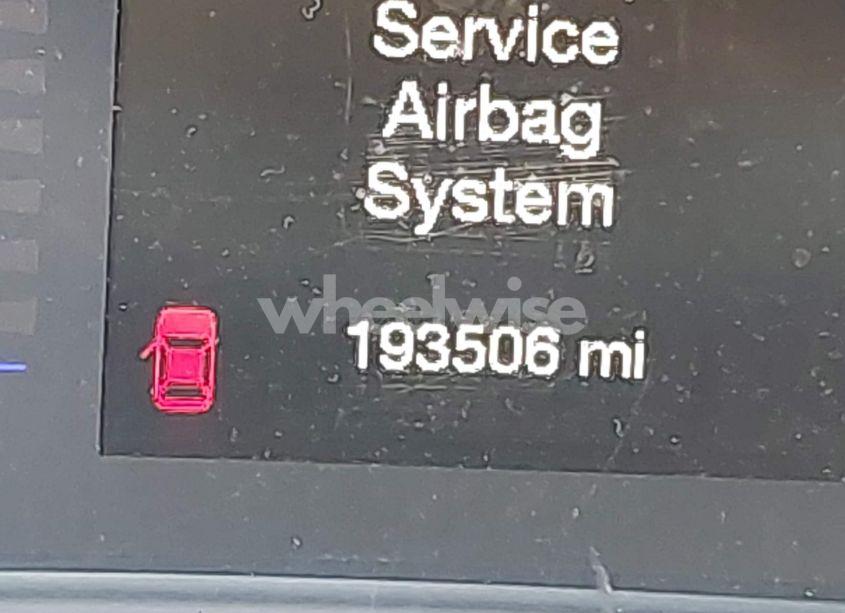 Service
Airbag
System
wheelwise
193506 mi